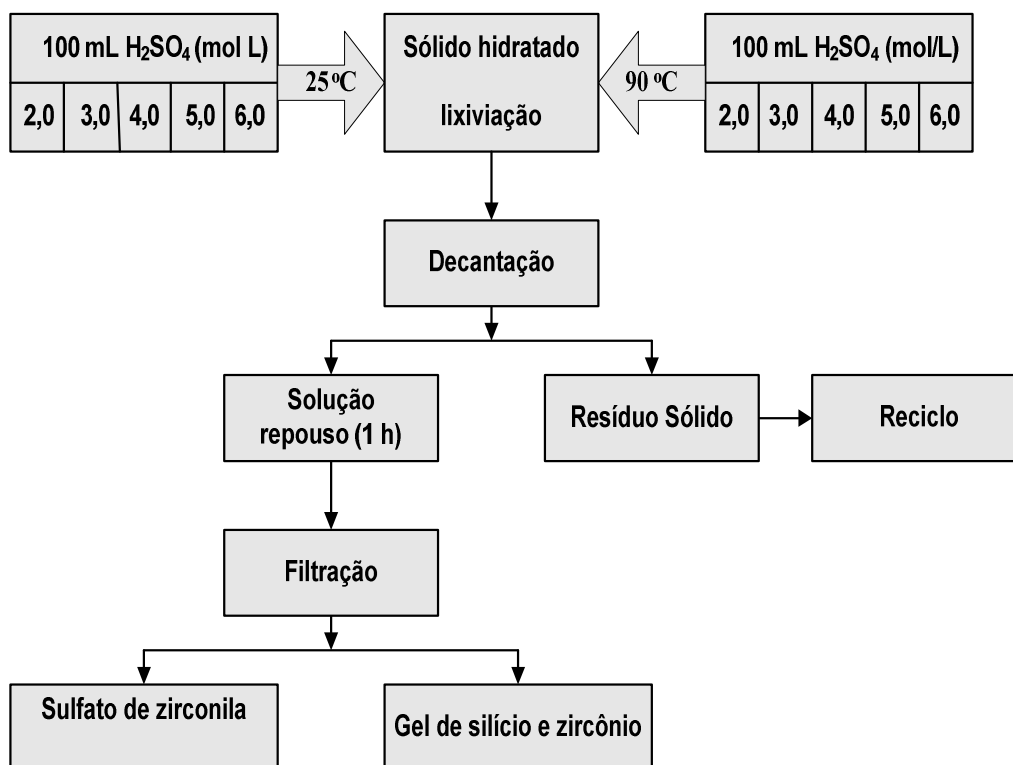 100 mL H₂SO₄ (mol L)
2,0 3,0 4,0 5,0 6,0
25 ºC
Sólido hidratado
lixiviação
90 ºC
100 mL H₂SO₄ (mol/L)
2,0 3,0 4,0 5,0 6,0
Decantação
Solução
repouso (1 h)
Resíduo Sólido
Reciclo
Filtração
Sulfato de zirconila
Gel de silício e zircônio